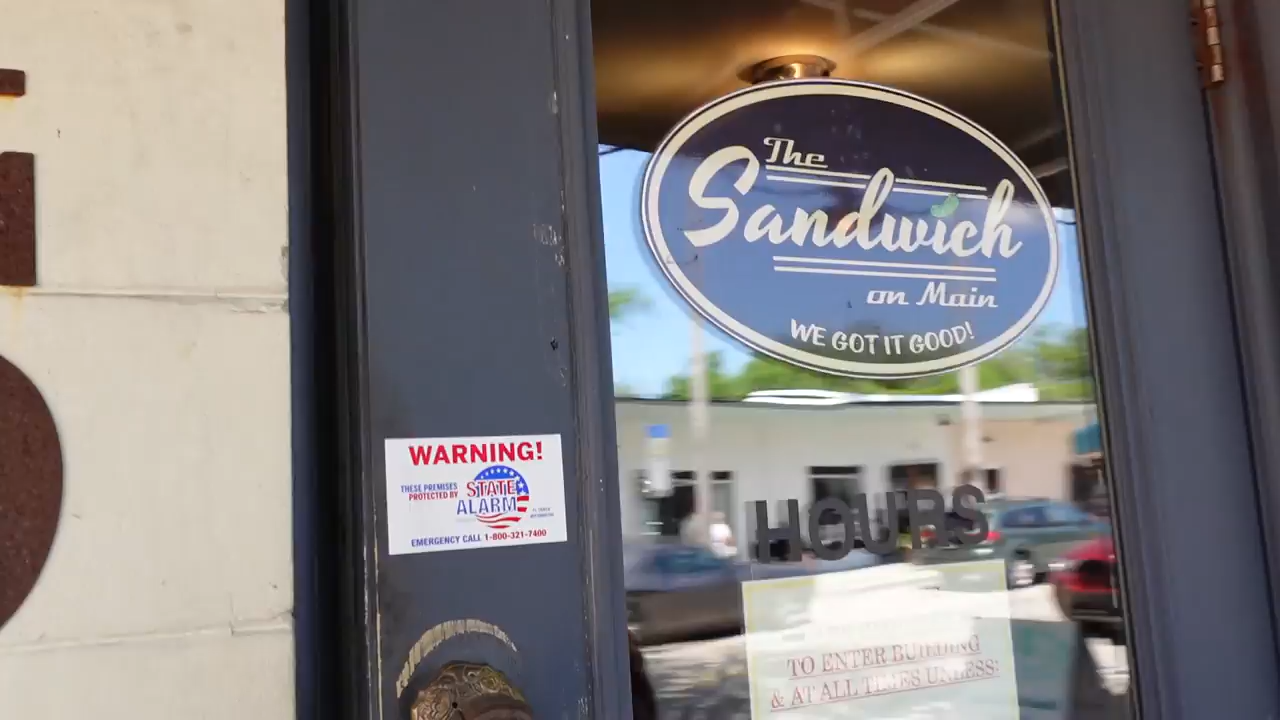 The
Sandwich
on Main
WE GOT IT GOOD!
WARNING!
THESE PREMISES
PROTECTED BY
STATE
ALARM
EMERGENCY CALL 1-800-321-7400
HOURS
TO ENTER BUILDING
& AT ALL TIMES UNLESS: